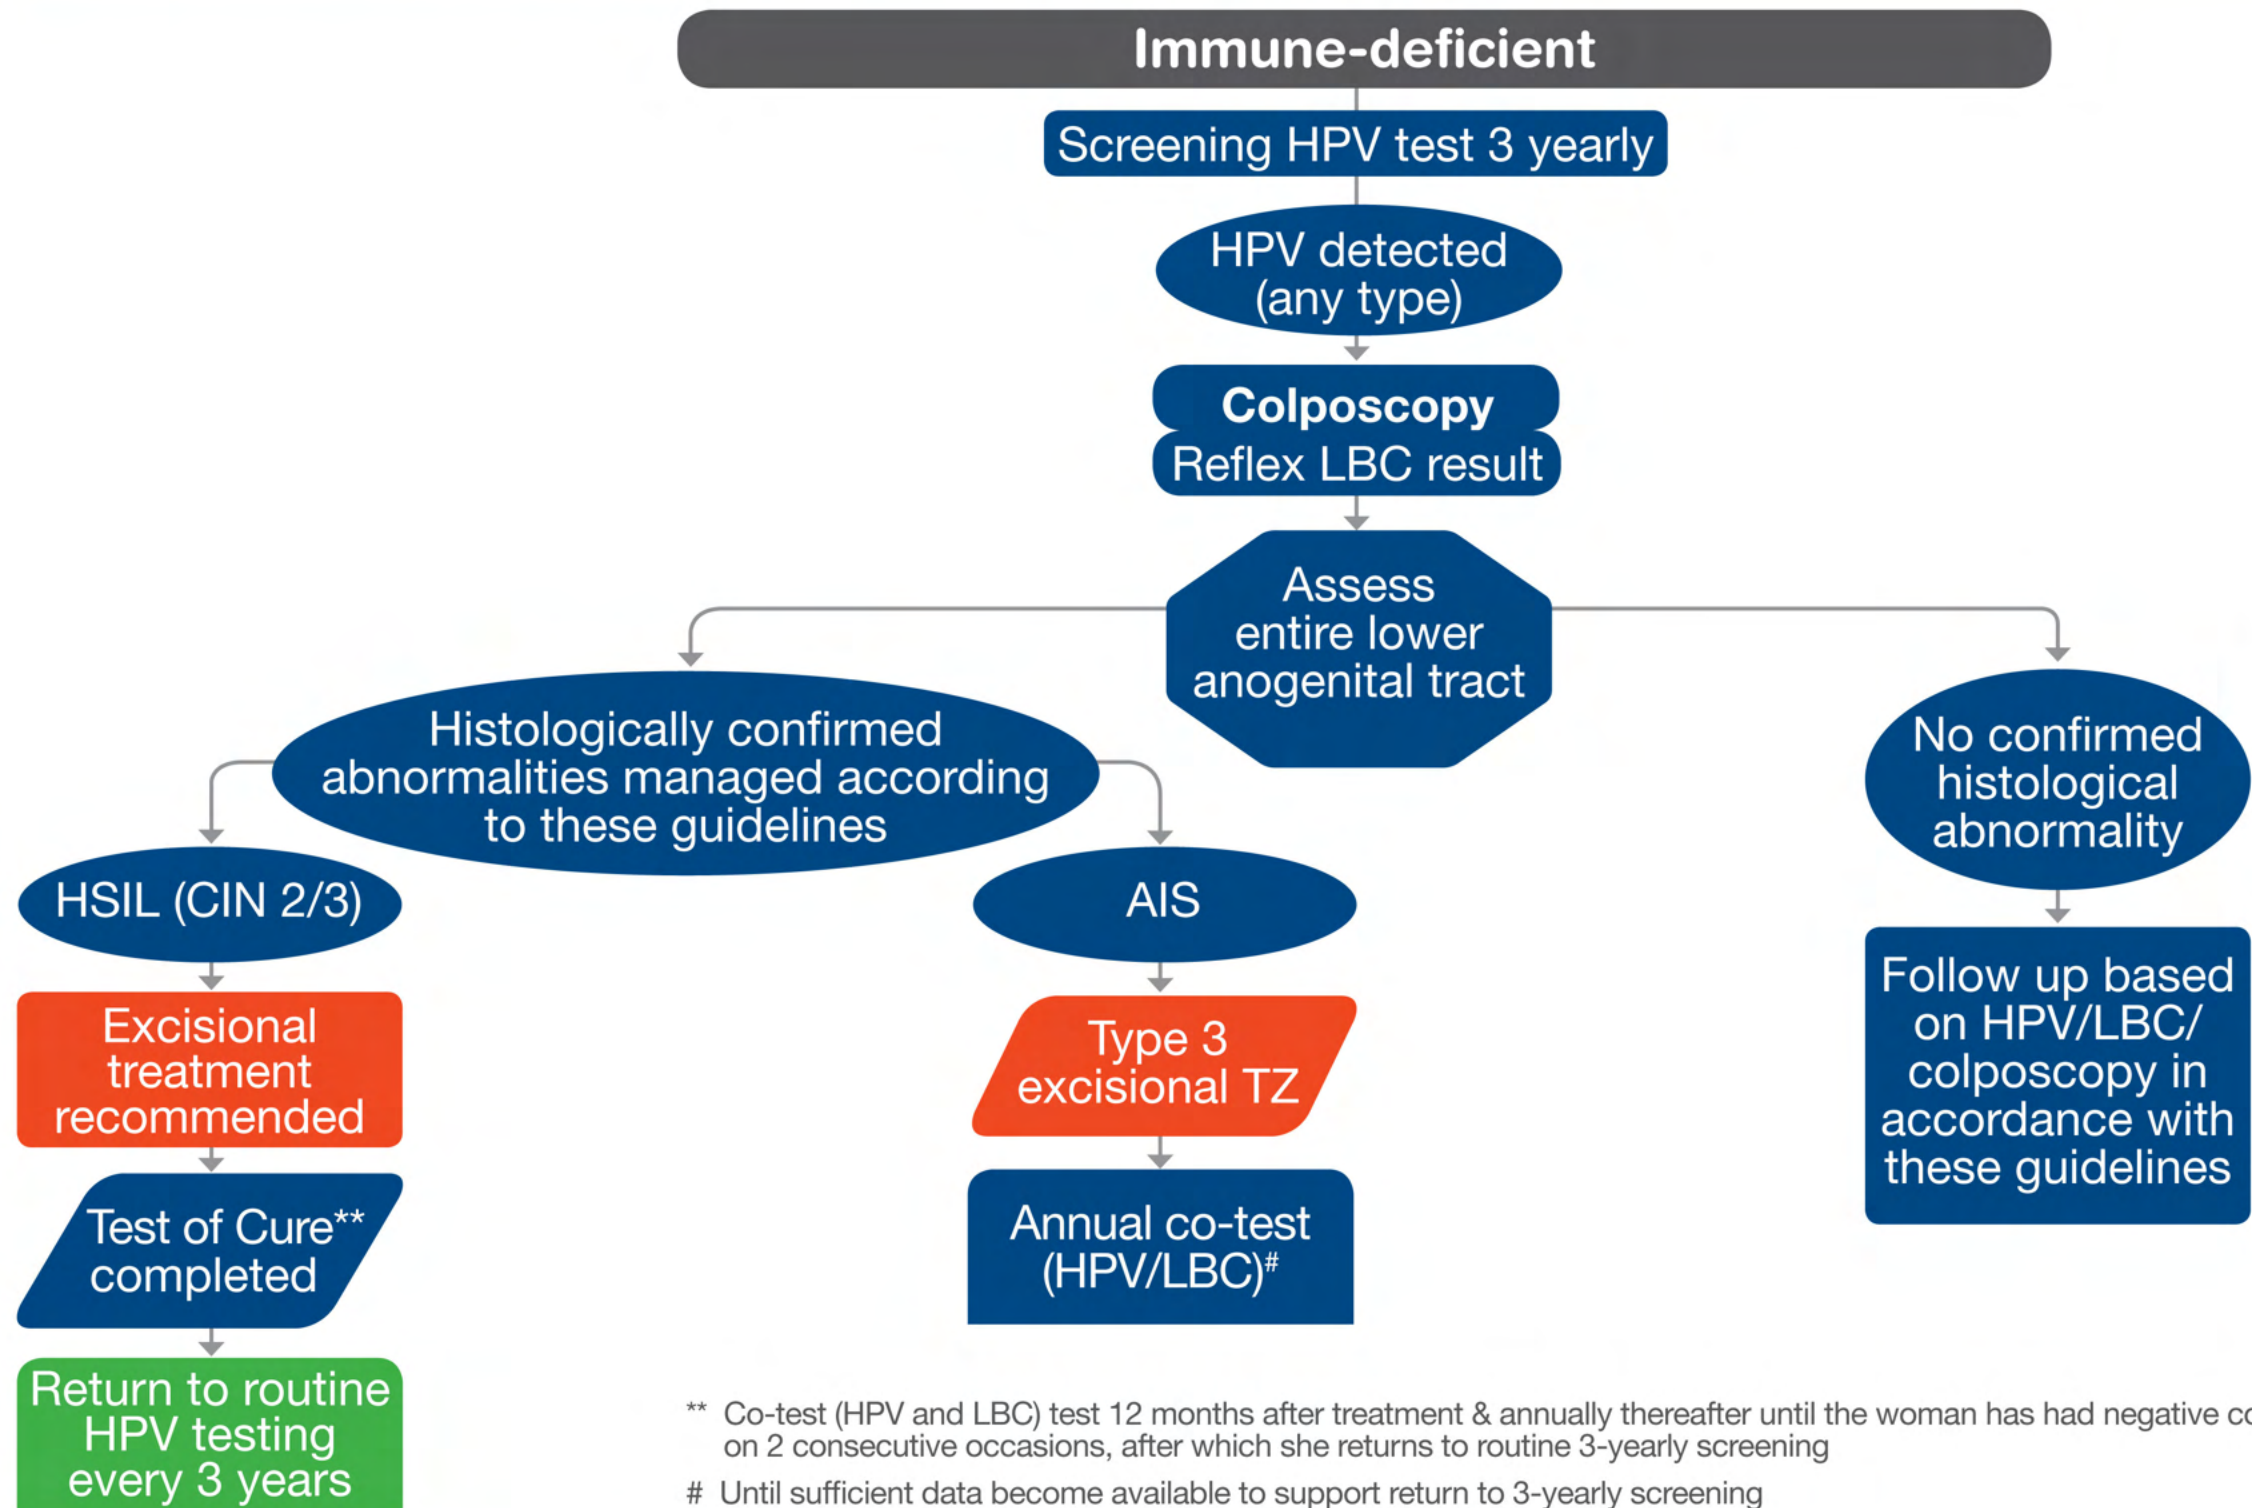 Immune-deficient
Screening HPV test 3 yearly
HPV detected
(any type)
Colposcopy
Reflex LBC result
Assess
entire lower
anogenital tract
Histologically confirmed
abnormalities managed according
to these guidelines
No confirmed
histological
abnormality
HSIL (CIN 2/3)
AIS
Excisional
treatment
recommended
Type 3
excisional TZ
Follow up based
on HPV/LBC/
colposcopy in
accordance with
these guidelines
Test of Cure**
completed
Annual co-test
(HPV/LBC)#
Return to routine
HPV testing
every 3 years
** Co-test (HPV and LBC) test 12 months after treatment & annually thereafter until the woman has had negative
on 2 consecutive occasions, after which she returns to routine 3-yearly screening
# Until sufficient data become available to support return to 3-yearly screening